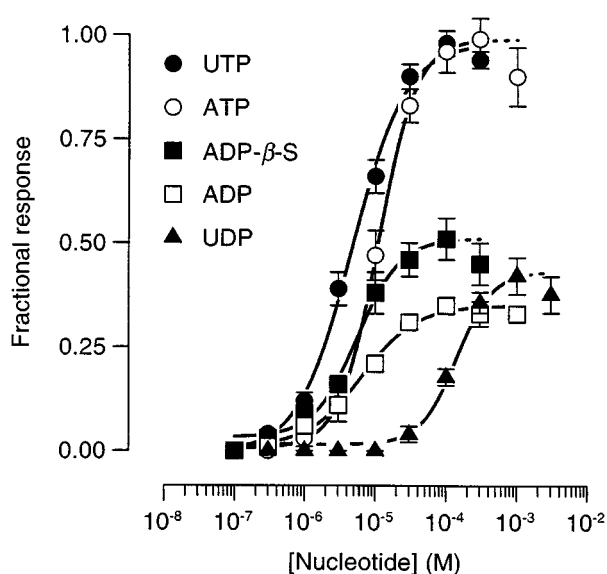 1.00
0.75
0.50
0.25
0.00
Fractional response
UTP
ATP
ADP-β-S
ADP
UDP
10⁻⁸ 10⁻⁷ 10⁻⁶ 10⁻⁵ 10⁻⁴ 10⁻³ 10⁻²
[Nucleotide] (M)